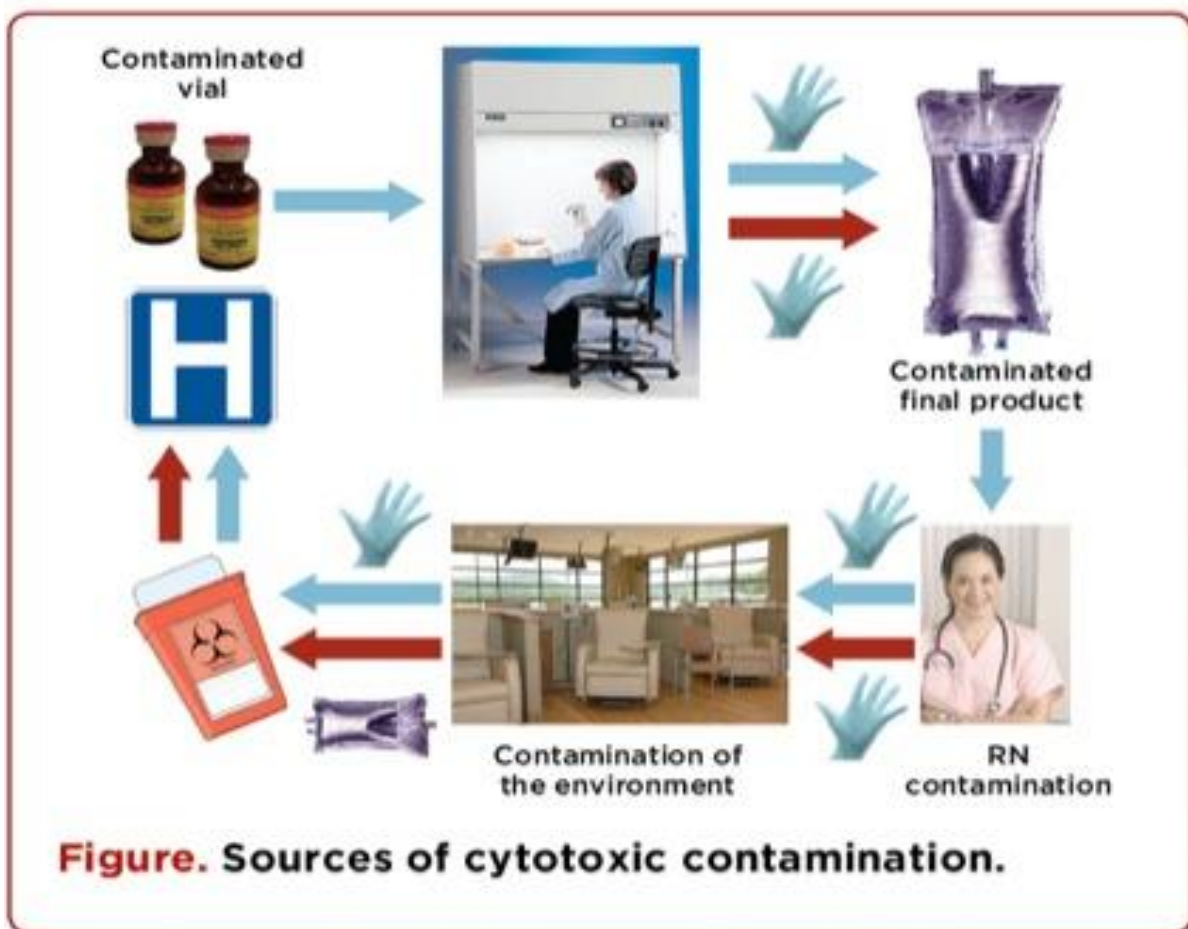 Contaminated
vial
H
Contaminated
final product
Contamination of
the environment
RN
contamination
Figure. Sources of cytotoxic contamination.